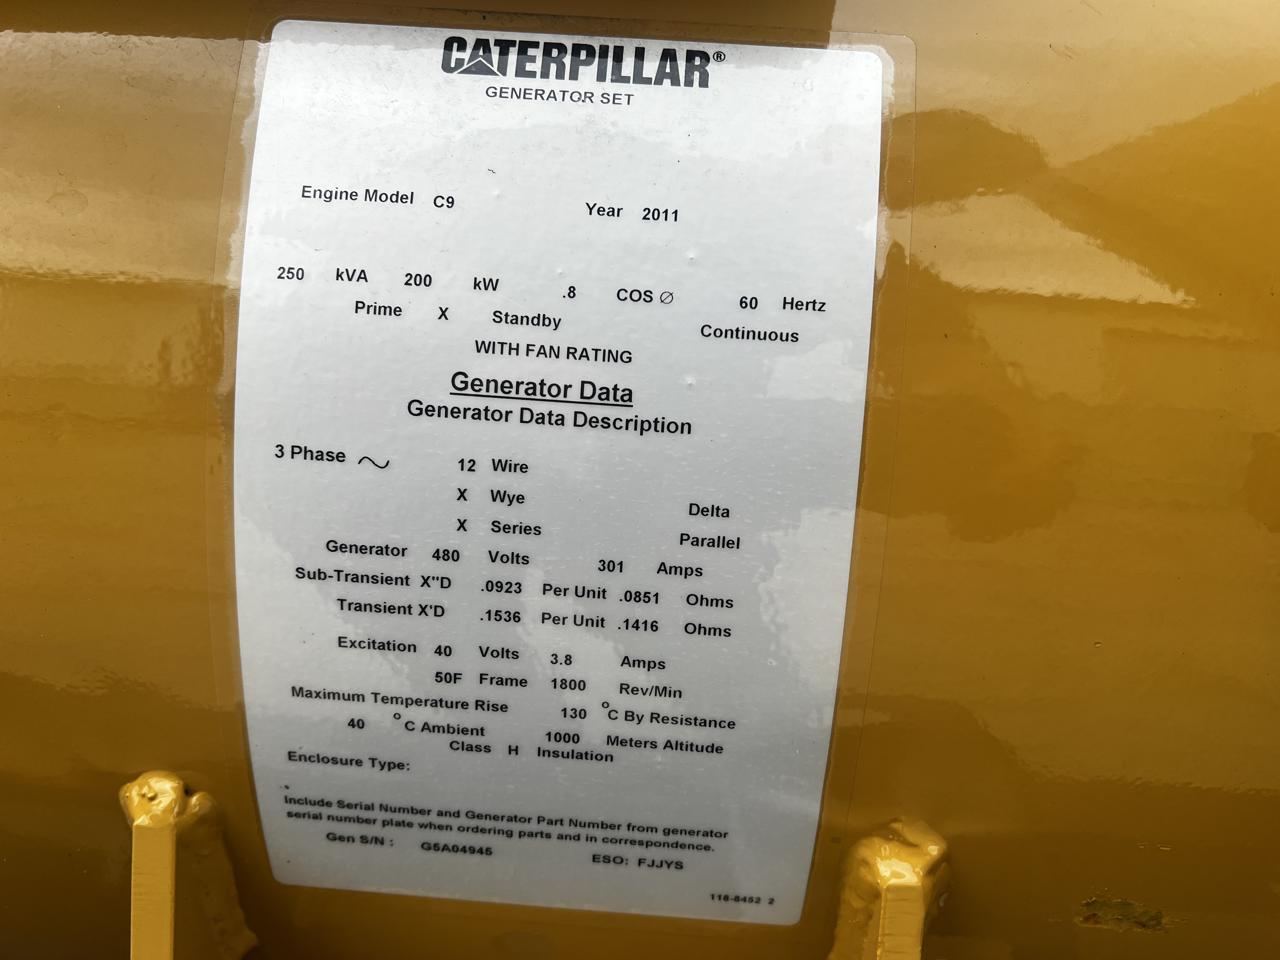 CATERPILLAR®
GENERATOR SET
Engine Model C9 Year 2011
250 kVA 200 kW .8 COS ∅ 60 Hertz
Prime X Standby Continuous
WITH FAN RATING
Generator Data
Generator Data Description
3 Phase ~ 12 Wire
X Wye Delta
X Series Parallel
Generator 480 Volts 301 Amps
Sub-Transient X"D .0923 Per Unit .0851 Ohms
Transient X'D .1536 Per Unit .1416 Ohms
Excitation 40 Volts 3.8 Amps
50F Frame 1800 Rev/Min
Maximum Temperature Rise 130 °C By Resistance
40 °C Ambient 1000 Meters Altitude
Class H Insulation
Enclosure Type:
Include Serial Number and Generator Part Number from generator
serial number plate when ordering parts and in correspondence.
Gen S/N : G5A04945 ESO: FJJYS
116-8452 2